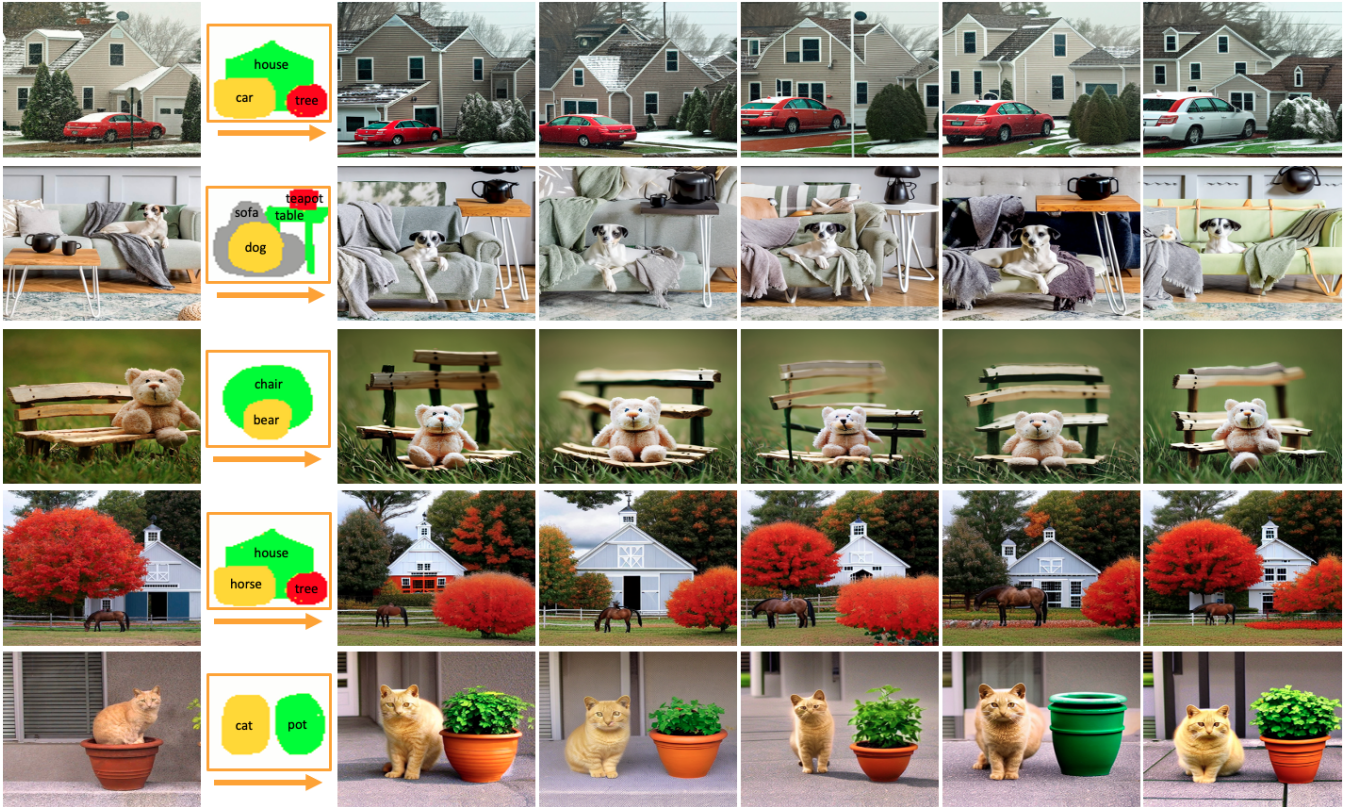 house
car
tree
teapot
sofa
table
dog
chair
bear
house
horse
tree
cat
pot